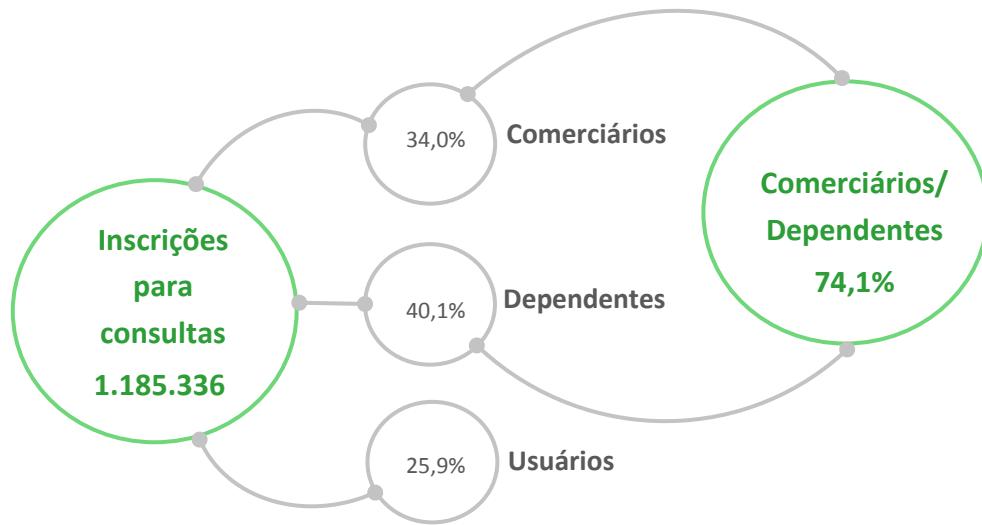 Inscrições
para
consultas
1.185.336
34,0%
Comerciários
40,1%
Dependentes
25,9%
Usuários
Comerciários/
Dependentes
74,1%